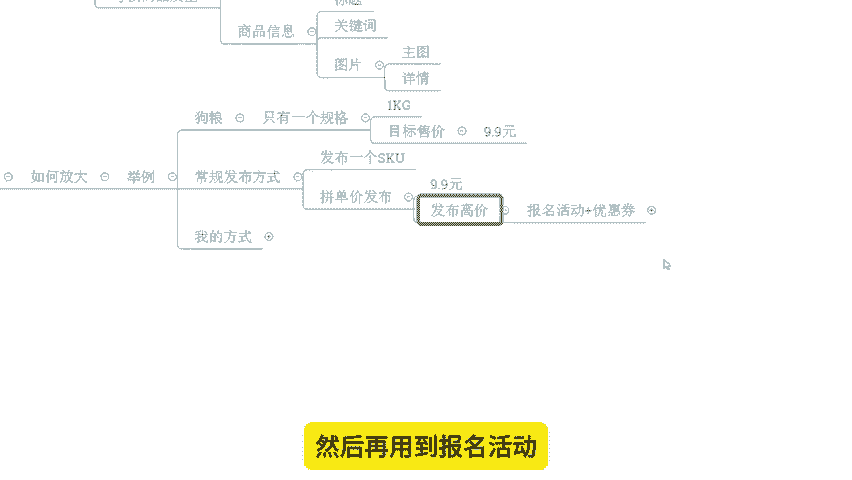 商品信息
关键词
图片
主图
详情
狗粮
只有一个规格
1KG
目标售价
9.9元
如何放大
举例
常规发布方式
发布一个SKU
拼单价发布
9.9元
发布高价
报名活动+优惠券
我的方式
然后再用到报名活动